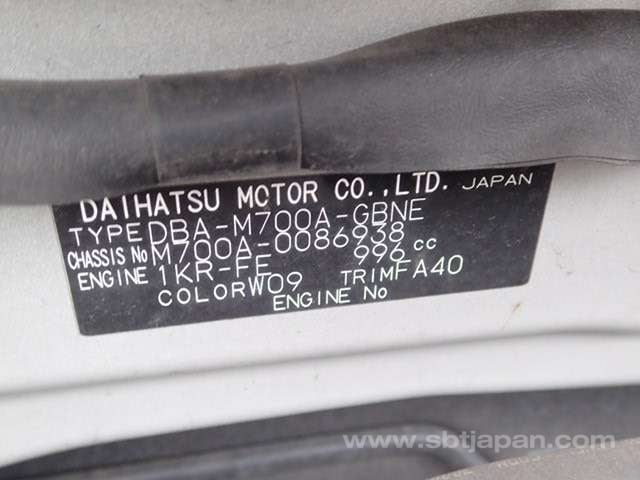 DAIHATSU MOTOR CO.,LTD. JAPAN
TYPE DBA-M700A-GBNE
CHASSIS No M700A-0086938
ENGINE 1KR-FE 996 cc
COLOR W09 TRIM FA40
ENGINE No
www.sbtjapan.com